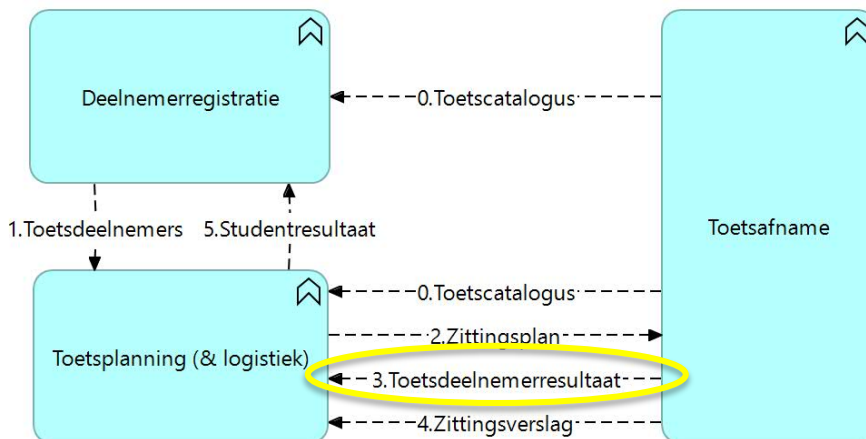 Deelnemerregistratie
0.Toetscatalogus
Toetsafname
1.Toetsdeelnemers
5.Studentresultaat
0.Toetscatalogus
2.Zittingsplan
Toetsplanning (& logistiek)
3.Toetsdeelnemerresultaat
4.Zittingsverslag